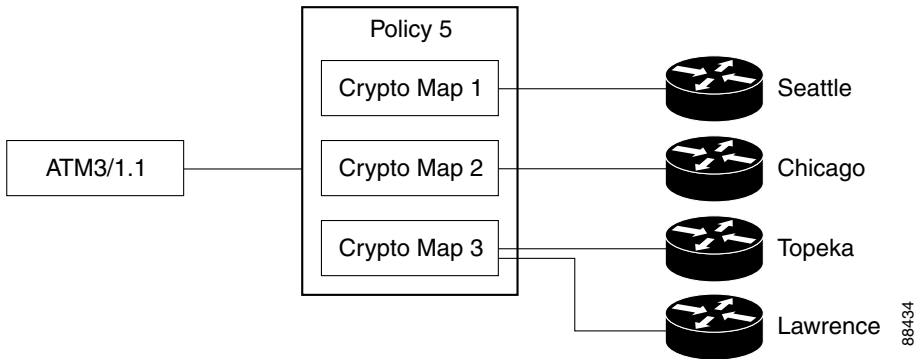 Policy 5
Crypto Map 1
Seattle
ATM3/1.1
Crypto Map 2
Chicago
Crypto Map 3
Topeka
Lawrence
88434